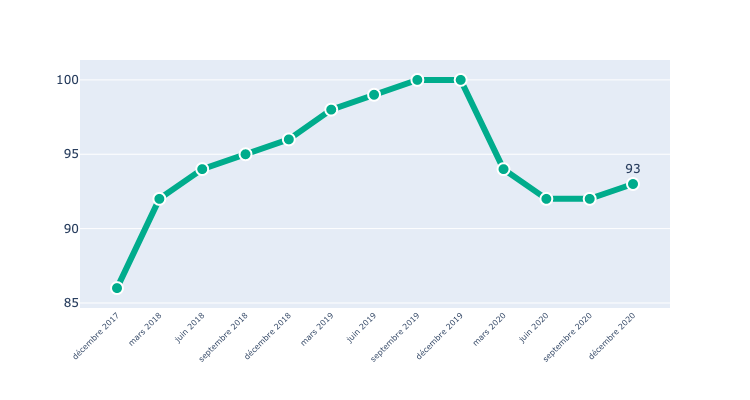 100
95
90
85
93
décembre 2017
mars 2018
juin 2018
septembre 2018
décembre 2018
mars 2019
juin 2019
septembre 2019
décembre 2019
mars 2020
juin 2020
septembre 2020
décembre 2020